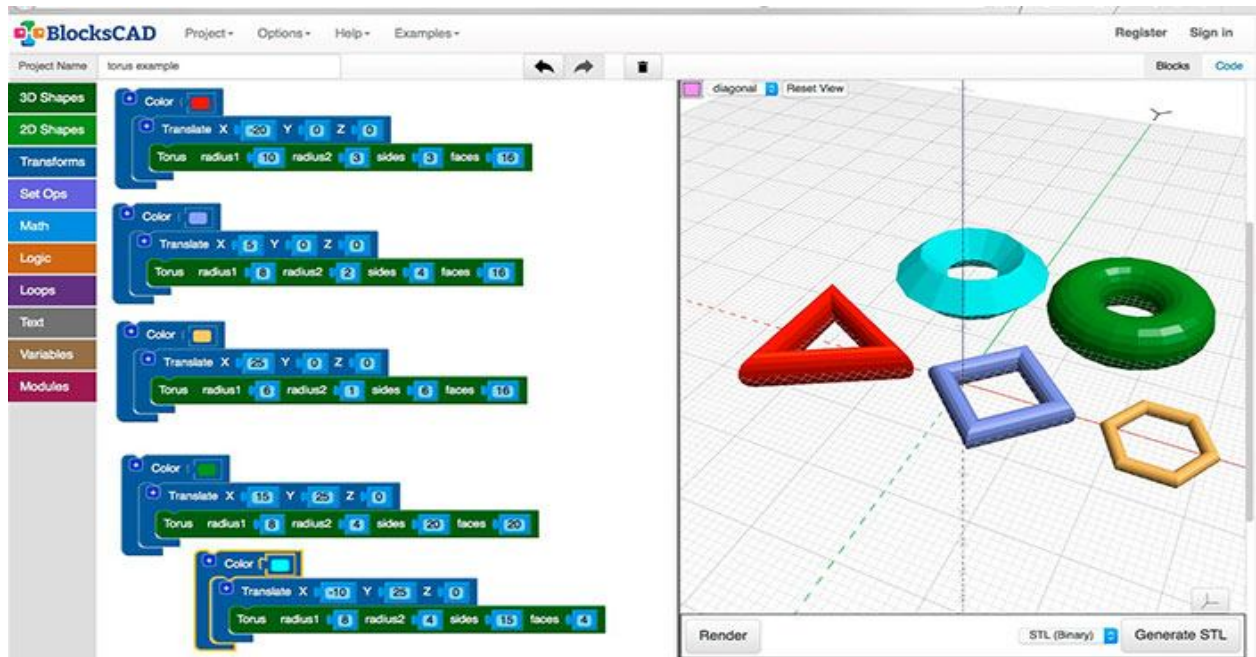 BlocksCAD Project Options Help Examples Register Sign in
Project Name torus example Blocks Code
3D Shapes
2D Shapes
Transforms
Set Ops
Math
Logic
Loops
Text
Variables
Modules
Color
Translate X -20 Y 0 Z 0
Torus radius1 10 radius2 3 sides 3 faces 16
Color
Translate X 5 Y 0 Z 0
Torus radius1 8 radius2 2 sides 4 faces 16
Color
Translate X 25 Y 0 Z 0
Torus radius1 6 radius2 1 sides 6 faces 16
Color
Translate X 15 Y 25 Z 0
Torus radius1 8 radius2 4 sides 20 faces 20
Color
Translate X -10 Y 25 Z 0
Torus radius1 8 radius2 4 sides 15 faces 4
diagonal Reset View
Render STL (Binary) Generate STL